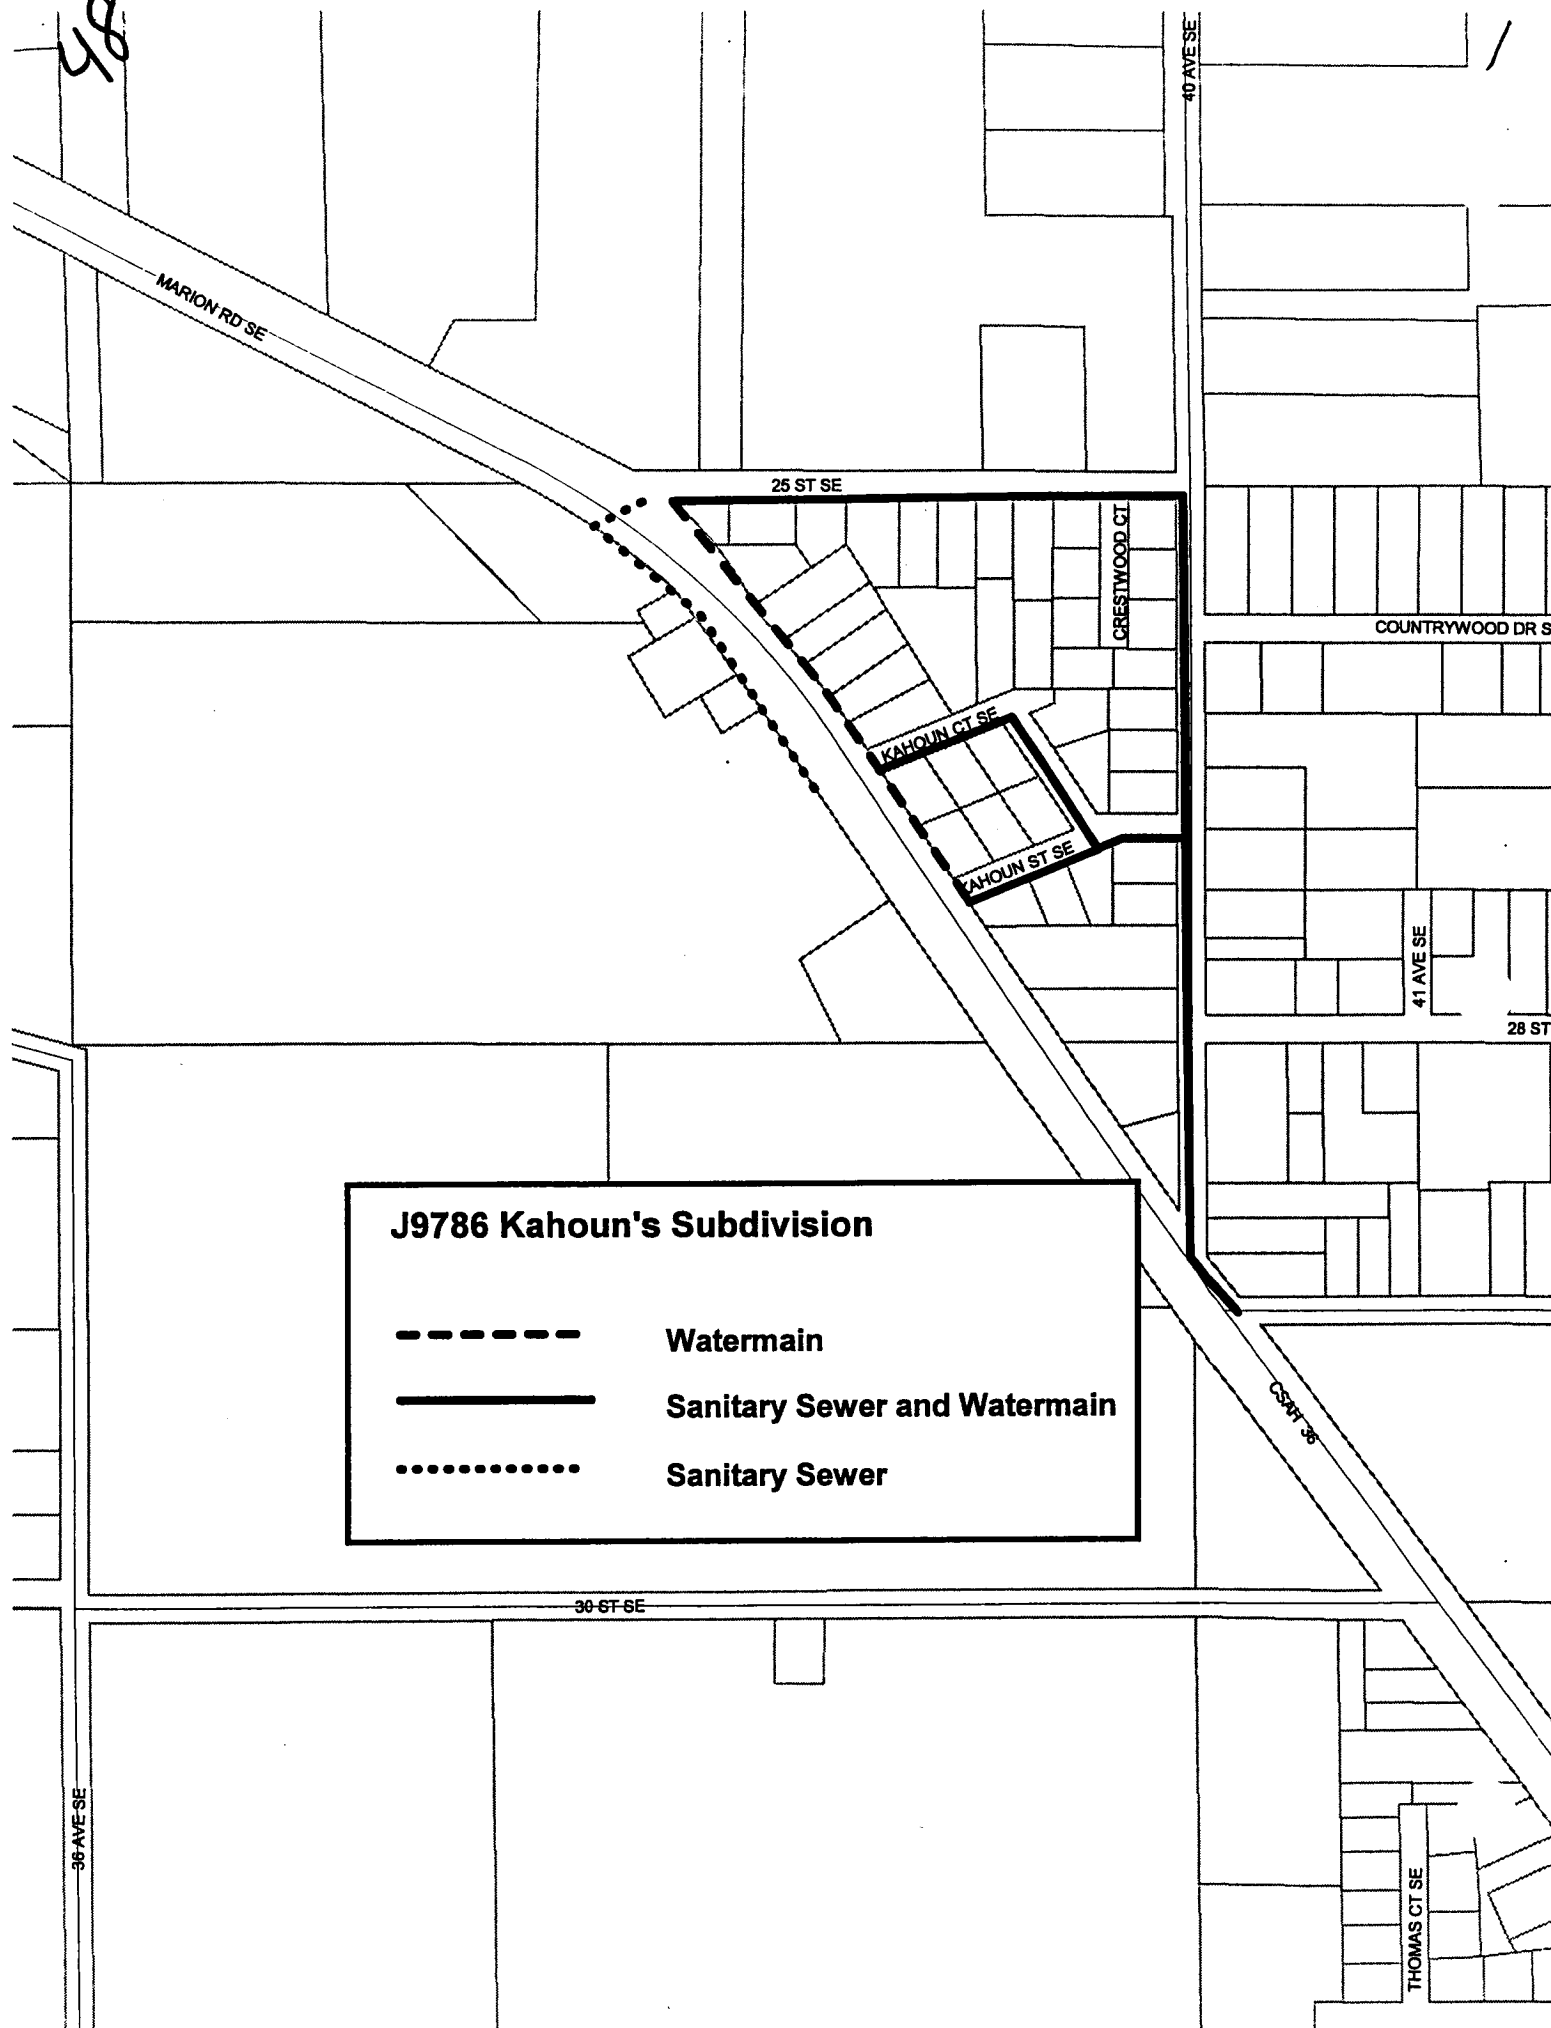 48
40 AVE SE
MARION RD SE
25 ST SE
CRESTWOOD CT
COUNTRYWOOD DR S
KAHOUN CT SE
KAHOUN ST SE
41 AVE SE
28 ST
J9786 Kahoun's Subdivision
Watermain
Sanitary Sewer and Watermain
Sanitary Sewer
CSAH 36
30 ST SE
36 AVE SE
THOMAS CT SE